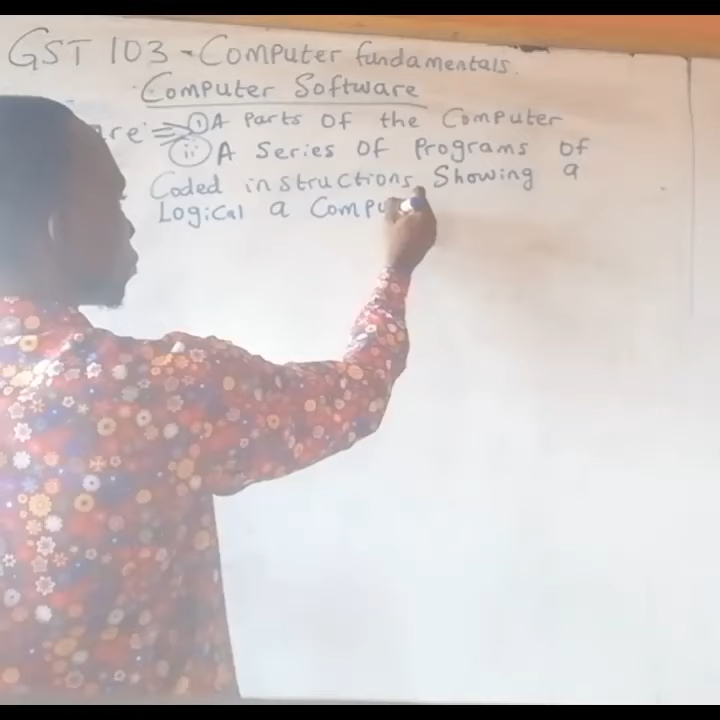 GST 103 - Computer fundamentals.
Computer Software
are => (i) A Parts of the Computer
(ii) A Series of Programs of
Coded instructions Showing a
Logical a Compu